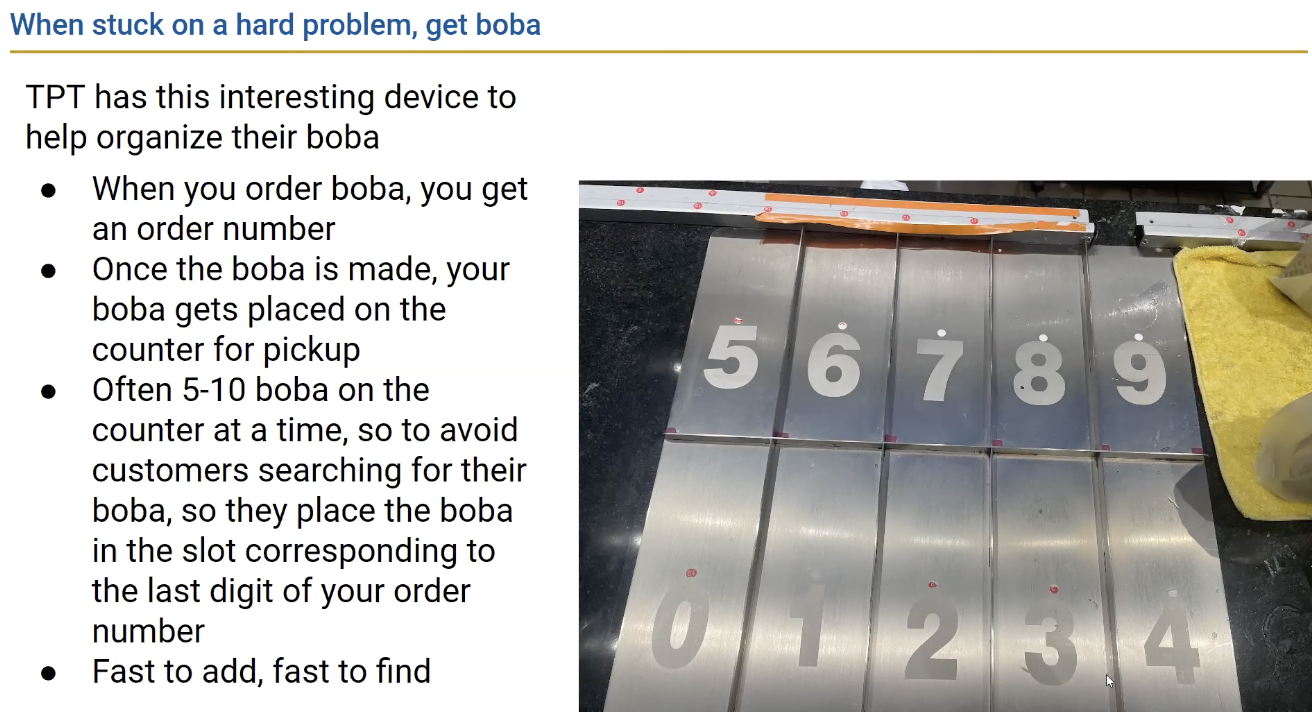 When stuck on a hard problem, get boba
TPT has this interesting device to
help organize their boba
● When you order boba, you get
an order number
● Once the boba is made, your
boba gets placed on the
counter for pickup
● Often 5-10 boba on the
counter at a time, so to avoid
customers searching for their
boba, so they place the boba
in the slot corresponding to
the last digit of your order
number
● Fast to add, fast to find
5 6 7 8 9
0 1 2 3 4